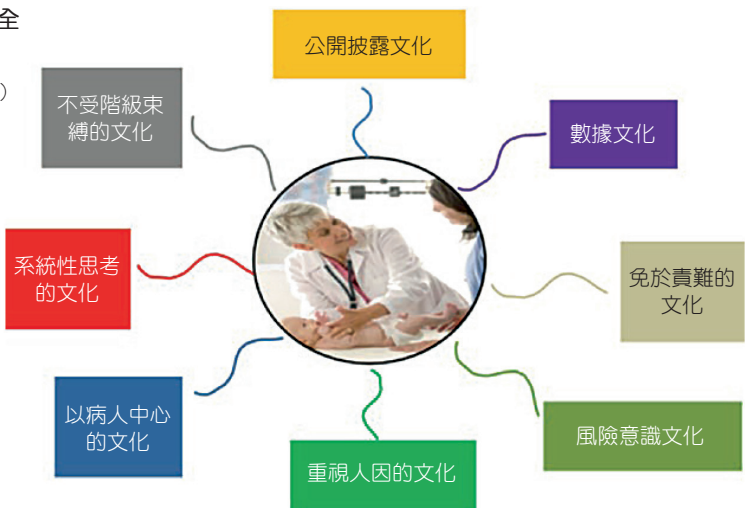 全
）
公開披露文化
不受階級束
縛的文化
數據文化
系統性思考
的文化
免於責難的
文化
以病人中心
的文化
風險意識文化
重視人因的文化